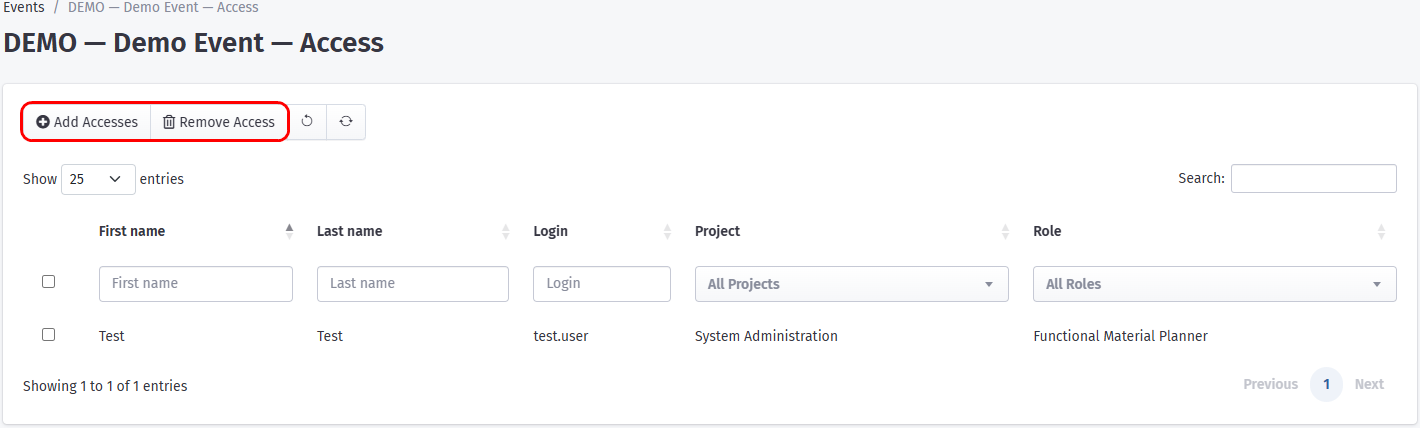 Events / DEMO — Demo Event — Access
DEMO — Demo Event — Access
Add Accesses Remove Access
Show 25 entries Search:
First name Last name Login Project Role
First name Last name Login All Projects All Roles
Test Test test.user System Administration Functional Material Planner
Showing 1 to 1 of 1 entries Previous 1 Next